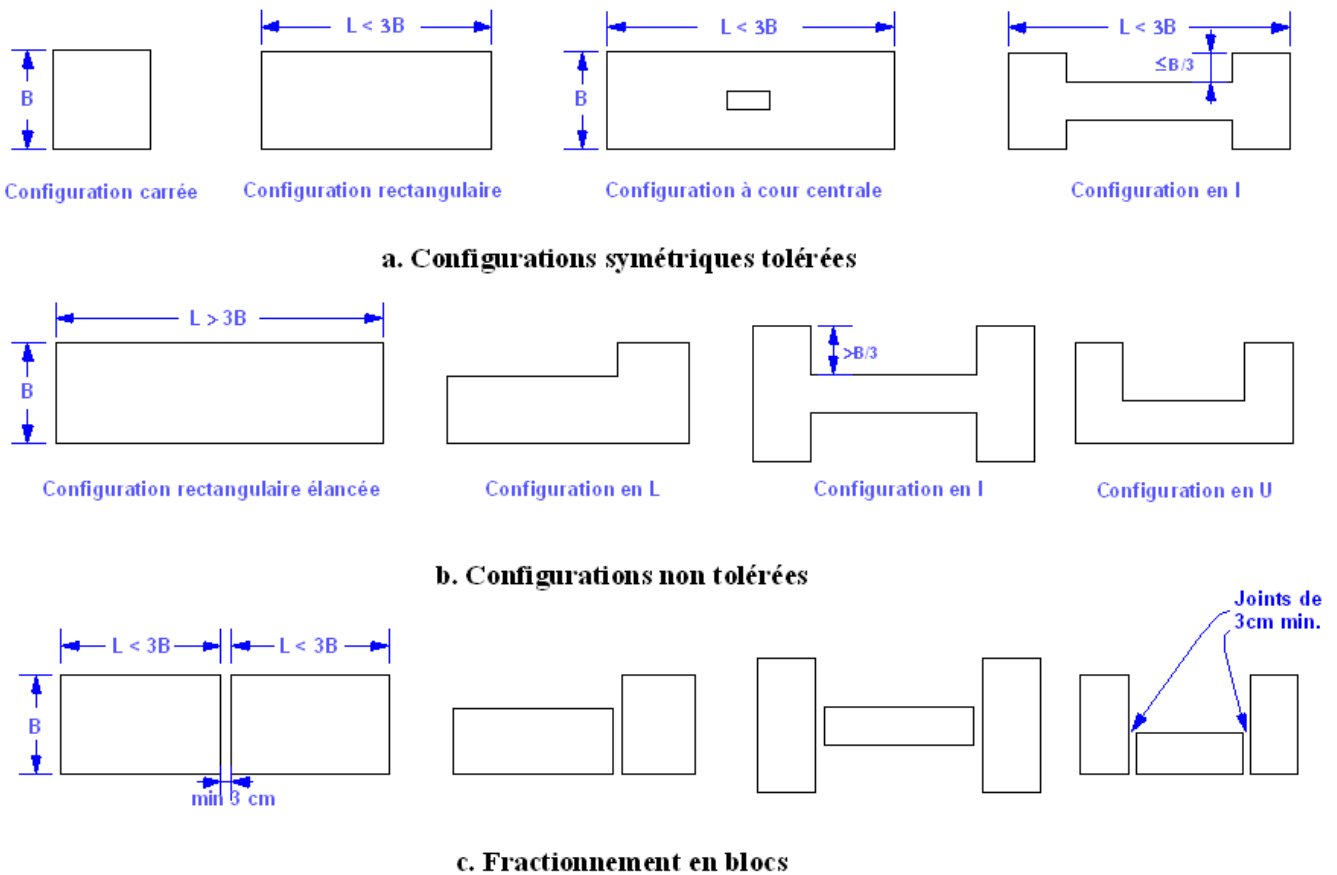 L < 3B
L < 3B
L < 3B
B
B
≤B/3
Configuration carrée
Configuration rectangulaire
Configuration à cour centrale
Configuration en I
a. Configurations symétriques tolérées
L > 3B
B
>B/3
Configuration rectangulaire élancée
Configuration en L
Configuration en I
Configuration en U
b. Configurations non tolérées
Joints de
3cm min.
L < 3B
L < 3B
B
min 3 cm
c. Fractionnement en blocs